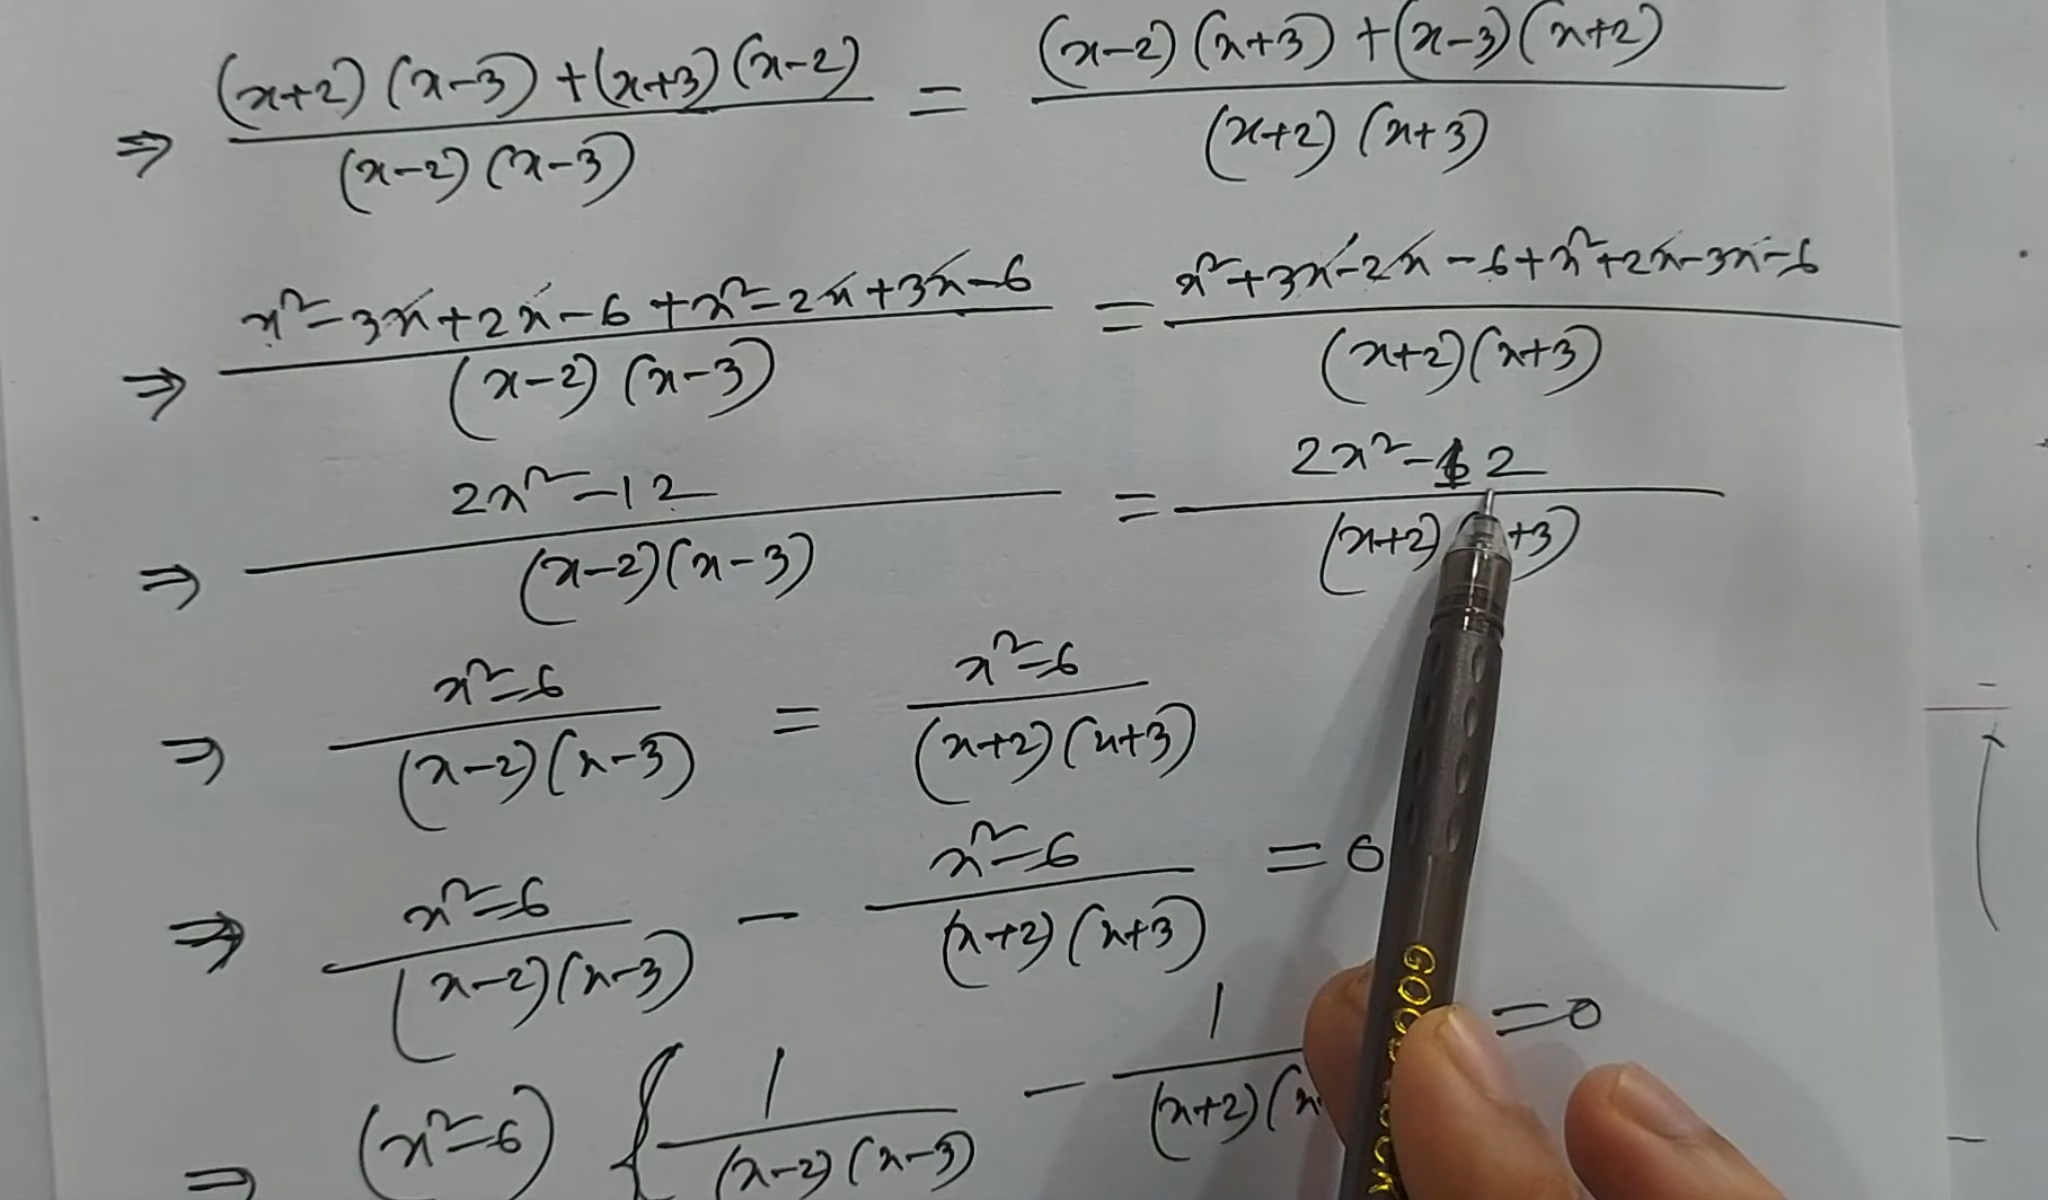 ⇒ ((x+2)(x-3)+(x+3)(x-2))/((x-2)(x-3)) = ((x-2)(x+3)+(x-3)(x+2))/((x+2)(x+3))
⇒ (x²-3x+2x-6+x²-2x+3x-6)/((x-2)(x-3)) = (x²+3x-2x-6+x²+2x-3x-6)/((x+2)(x+3))
⇒ (2x²-12)/((x-2)(x-3)) = (2x²-12)/((x+2)( +3))
⇒ (x²-6)/((x-2)(x-3)) = (x²-6)/((x+2)(x+3))
⇒ (x²-6)/((x-2)(x-3)) - (x²-6)/((x+2)(x+3)) = 0
⇒ (x²-6) { 1/((x-2)(x-3)) - 1/((x+2)(x = 0